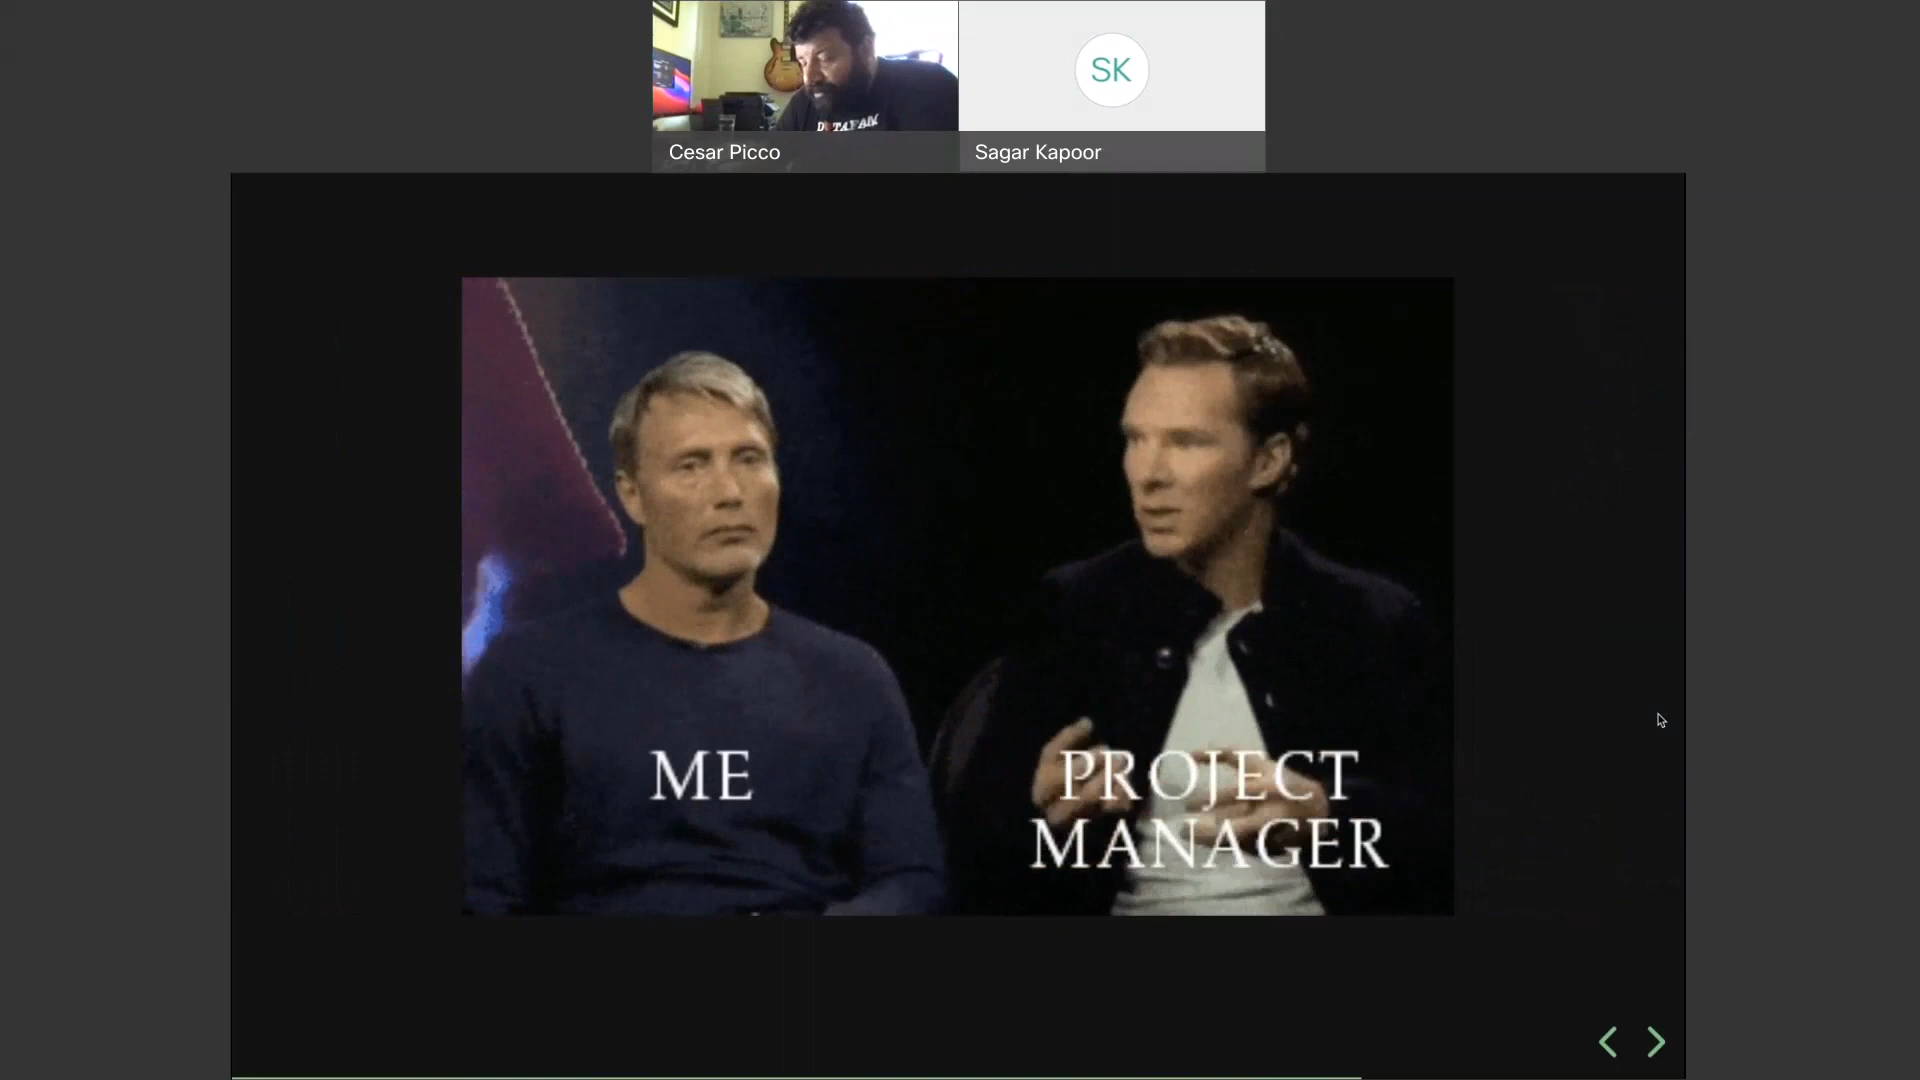 SK
Cesar Picco
Sagar Kapoor
ME
PROJECT
MANAGER